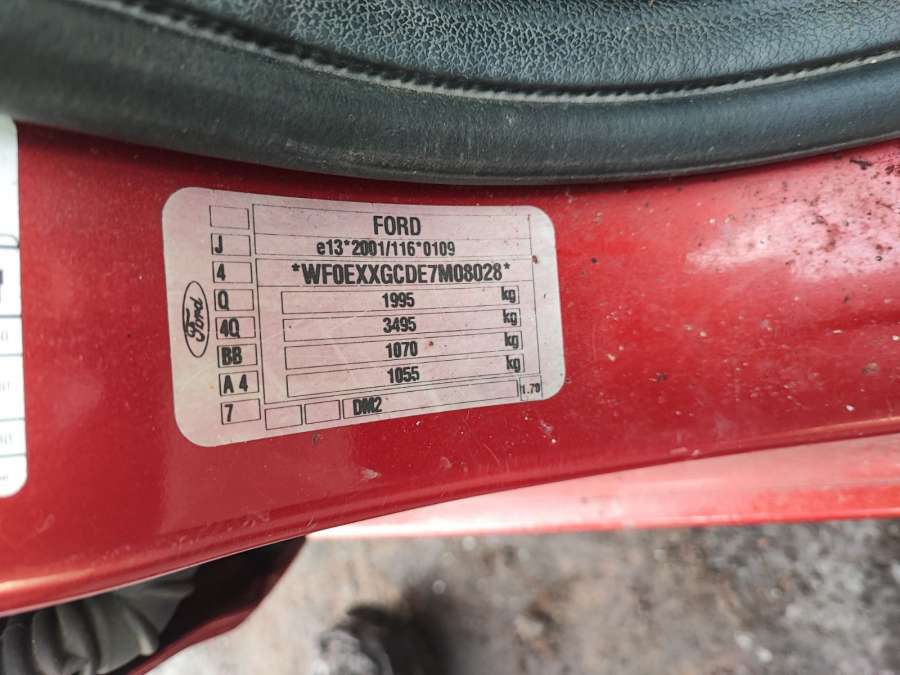 FORD
J e13*2001/116*0109
4 *WF0EXXGCDE7M08028*
Q 1995 kg
4Q 3495 kg
BB 1070 kg
A 4 1055 kg
7 DM2 1.79
Ford